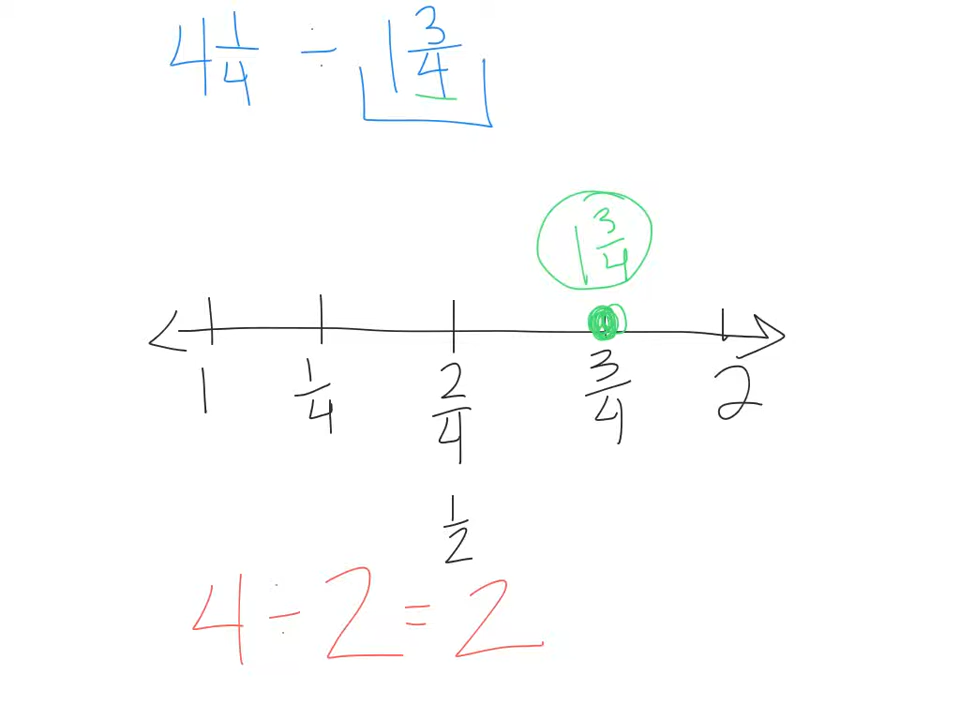 4 1/4 ÷ 1 3/4
1 3/4
1 1/4 2/4 3/4 2
1/2
4 ÷ 2 = 2